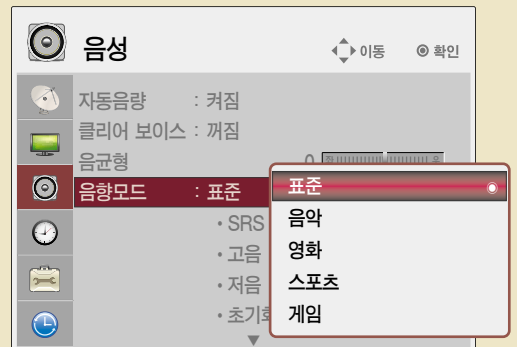 음성 이동 확인
자동음량 : 켜짐
클리어 보이스 : 꺼짐
음균형 0 좌 우
음향모드 : 표준
• SRS
• 고음
• 저음
• 초기화
표준
음악
영화
스포츠
게임